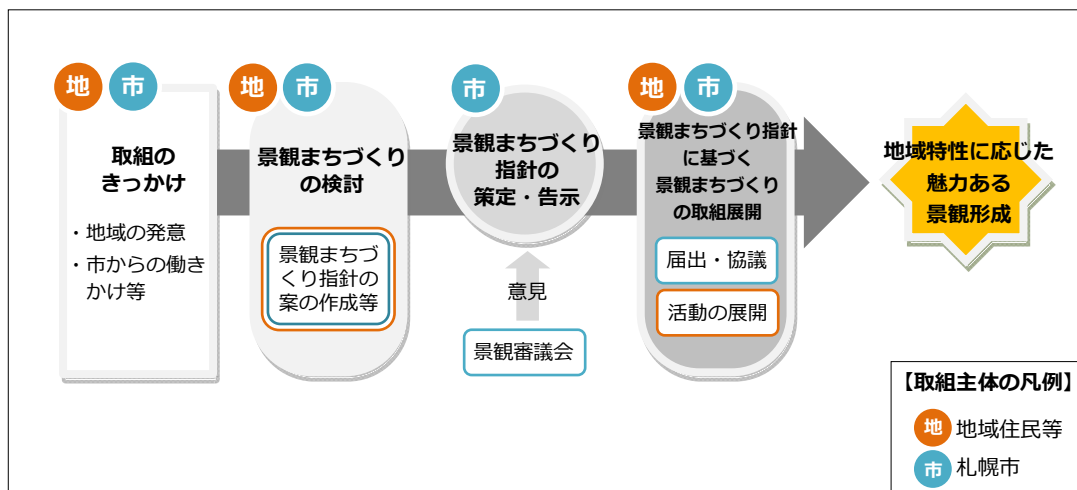 地 市
取組の
きっかけ
・地域の発意
・市からの働き
かけ等
地 市
景観まちづくり
の検討
景観まちづ
くり指針の
案の作成等
市
景観まちづくり
指針の
策定・告示
意見
景観審議会
地 市
景観まちづくり指針
に基づく
景観まちづくり
の取組展開
届出・協議
活動の展開
地域特性に応じた
魅力ある
景観形成
【取組主体の凡例】
地 地域住民等
市 札幌市